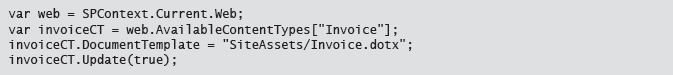 var web = SPContext.Current.Web;
var invoiceCT = web.AvailableContentTypes["Invoice"];
invoiceCT.DocumentTemplate = "SiteAssets/Invoice.dotx";
invoiceCT.Update(true);